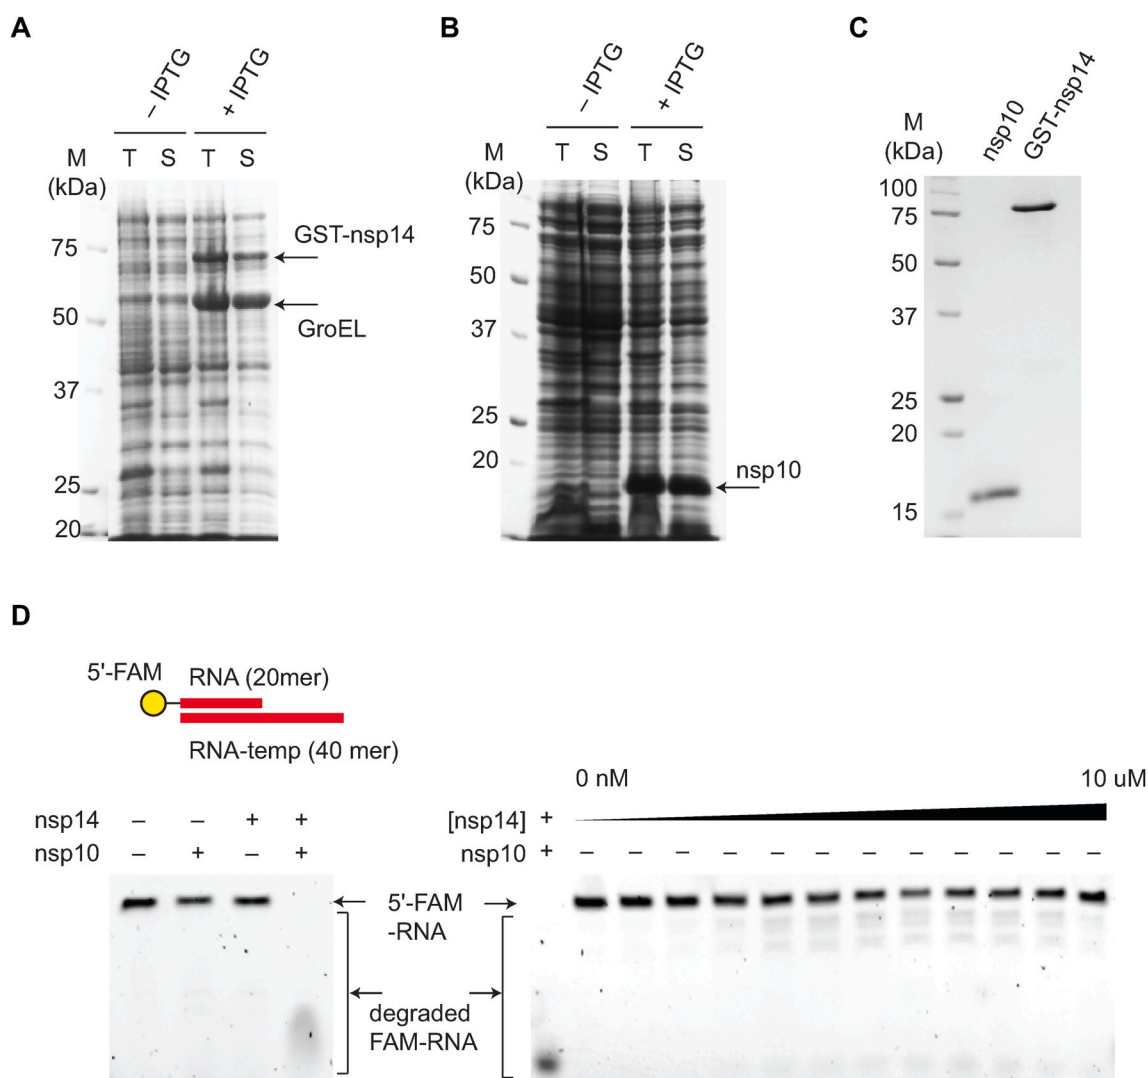 A
– IPTG
+ IPTG
T S T S
M
(kDa)
75
50
37
25
20
GST-nsp14
GroEL
B
– IPTG
+ IPTG
T S T S
M
(kDa)
75
50
37
25
20
nsp10
C
M
(kDa)
nsp10
GST-nsp14
100
75
50
37
25
20
15
D
5'-FAM
RNA (20mer)
RNA-temp (40 mer)
nsp14 – – + +
nsp10 – + – +
5'-FAM
-RNA
degraded
FAM-RNA
0 nM 10 uM
[nsp14] +
nsp10 + – – – – – – – – – – – –